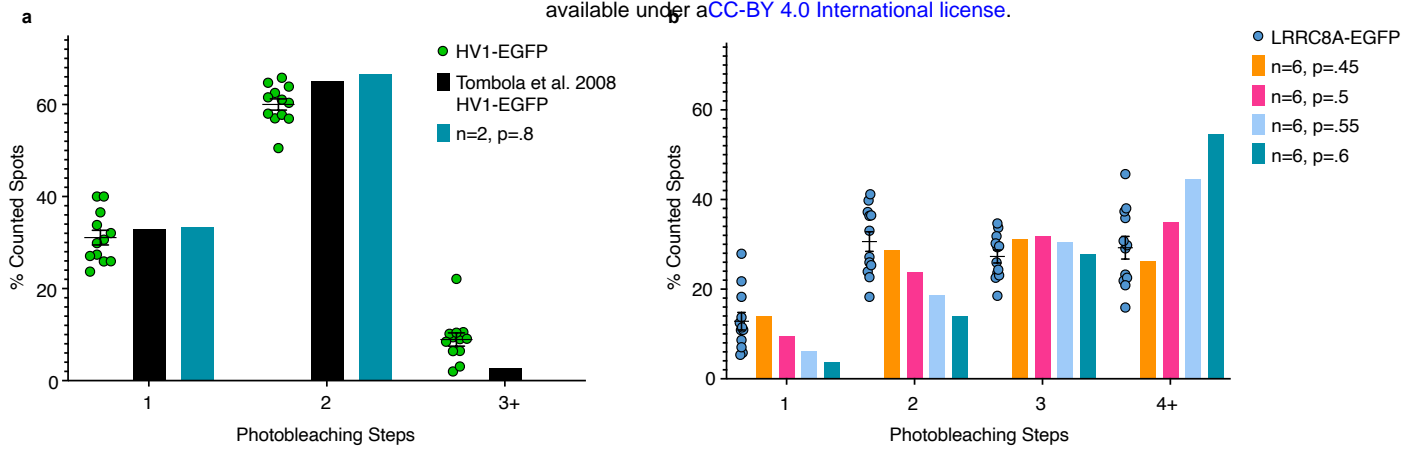 available under aCC-BY 4.0 International license.
a
HV1-EGFP
Tombola et al. 2008
HV1-EGFP
n=2, p=.8
% Counted Spots
60
40
20
0
1
2
3+
Photobleaching Steps
b
LRRC8A-EGFP
n=6, p=.45
n=6, p=.5
n=6, p=.55
n=6, p=.6
% Counted Spots
60
40
20
0
1
2
3
4+
Photobleaching Steps